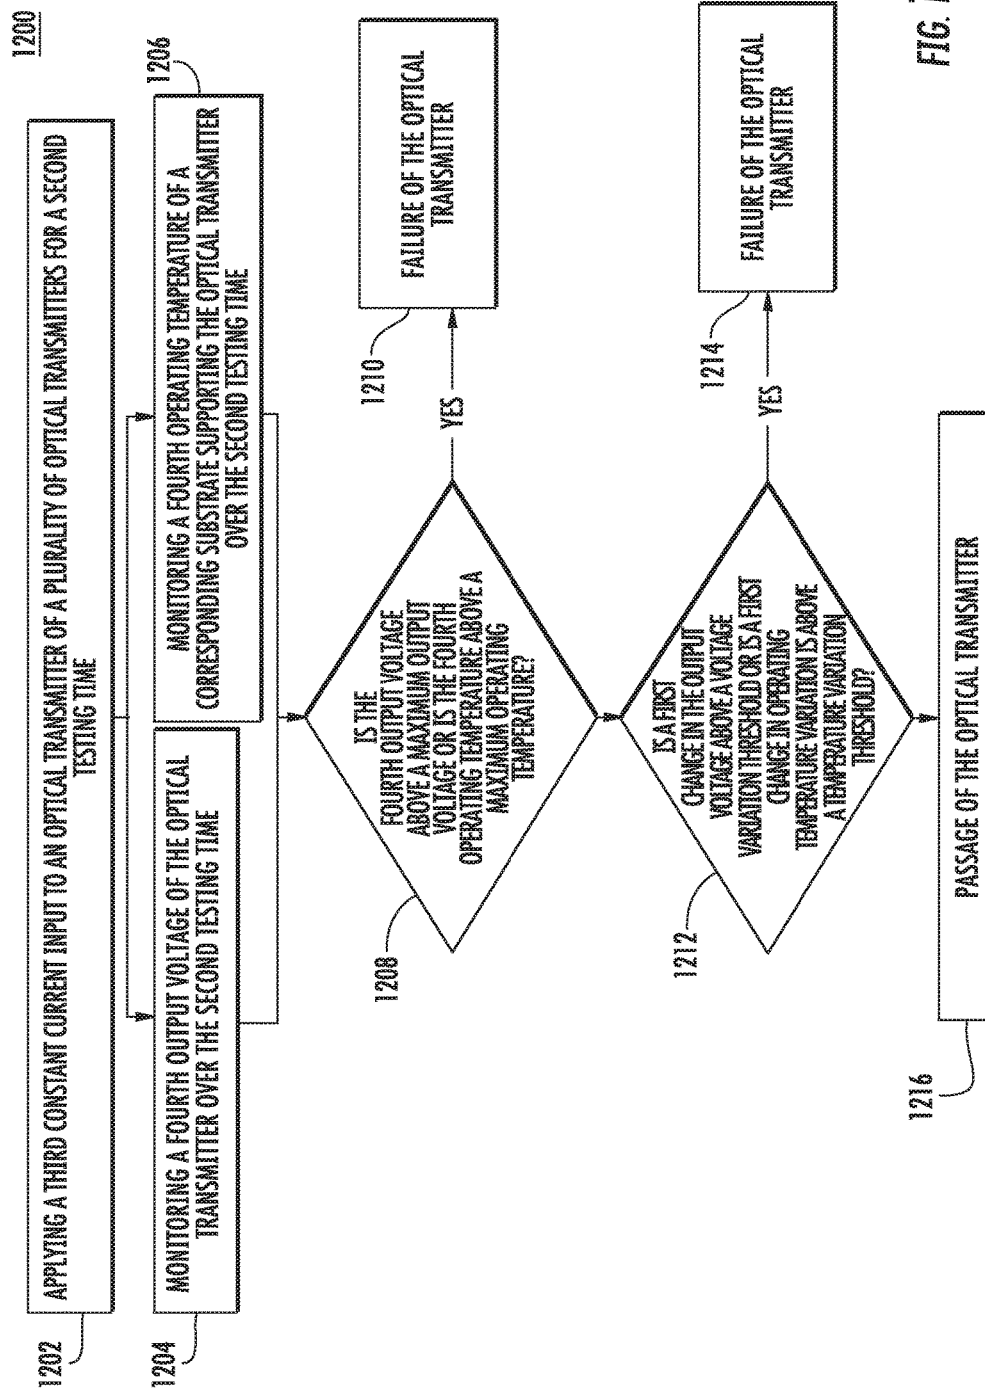 1200
1202
APPLYING A THIRD CONSTANT CURRENT INPUT TO AN OPTICAL TRANSMITTER OF A PLURALITY OF OPTICAL TRANSMITTERS FOR A SECOND
TESTING TIME
1204
MONITORING A FOURTH OUTPUT VOLTAGE OF THE OPTICAL
TRANSMITTER OVER THE SECOND TESTING TIME
1206
MONITORING A FOURTH OPERATING TEMPERATURE OF A
CORRESPONDING SUBSTRATE SUPPORTING THE OPTICAL TRANSMITTER
OVER THE SECOND TESTING TIME
1208
IS THE
FOURTH OUTPUT VOLTAGE
ABOVE A MAXIMUM OUTPUT
VOLTAGE OR IS THE FOURTH
OPERATING TEMPERATURE ABOVE A
MAXIMUM OPERATING
TEMPERATURE?
YES
1210
FAILURE OF THE OPTICAL
TRANSMITTER
1212
IS A FIRST
CHANGE IN THE OUTPUT
VOLTAGE ABOVE A VOLTAGE
VARIATION THRESHOLD OR IS A FIRST
CHANGE IN OPERATING
TEMPERATURE VARIATION IS ABOVE
A TEMPERATURE VARIATION
THRESHOLD?
YES
1214
FAILURE OF THE OPTICAL
TRANSMITTER
1216
PASSAGE OF THE OPTICAL TRANSMITTER
FIG.